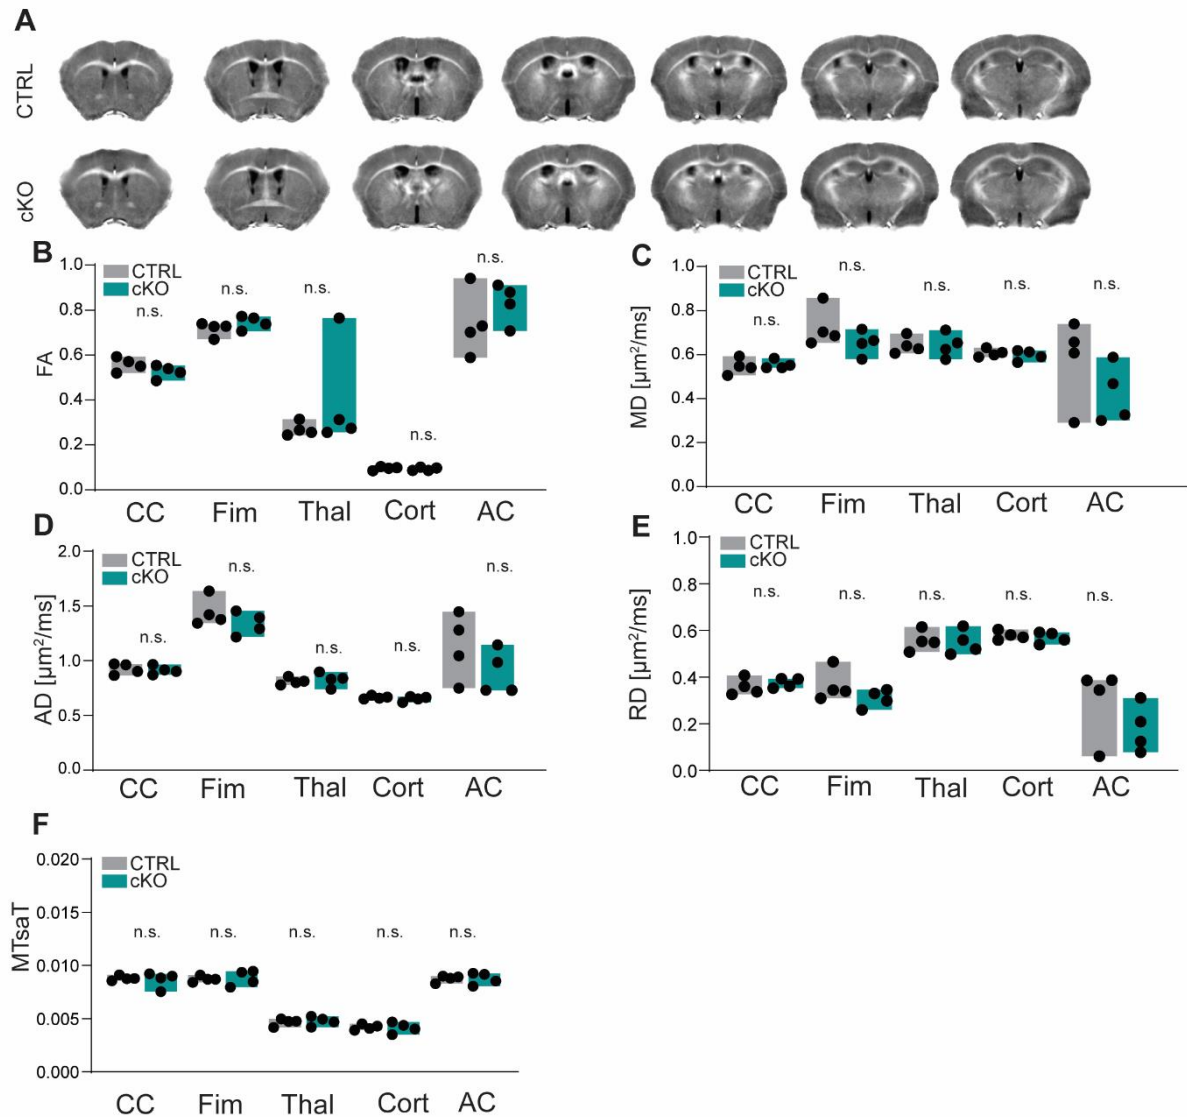 A
CTRL
cKO
B
FA
1.0
0.8
0.6
0.4
0.2
0.0
CTRL
cKO
n.s.
n.s.
n.s.
n.s.
n.s.
CC Fim Thal Cort AC
C
MD [µm²/ms]
1.0
0.8
0.6
0.4
0.2
0.0
CTRL
cKO
n.s.
n.s.
n.s.
n.s.
n.s.
CC Fim Thal Cort AC
D
AD [µm²/ms]
2.0
1.5
1.0
0.5
0.0
CTRL
cKO
n.s.
n.s.
n.s.
n.s.
n.s.
CC Fim Thal Cort AC
E
RD [µm²/ms]
1.0
0.8
0.6
0.4
0.2
0.0
CTRL
cKO
n.s.
n.s.
n.s.
n.s.
n.s.
CC Fim Thal Cort AC
F
MTsaT
0.020
0.015
0.010
0.005
0.000
CTRL
cKO
n.s.
n.s.
n.s.
n.s.
n.s.
CC Fim Thal Cort AC